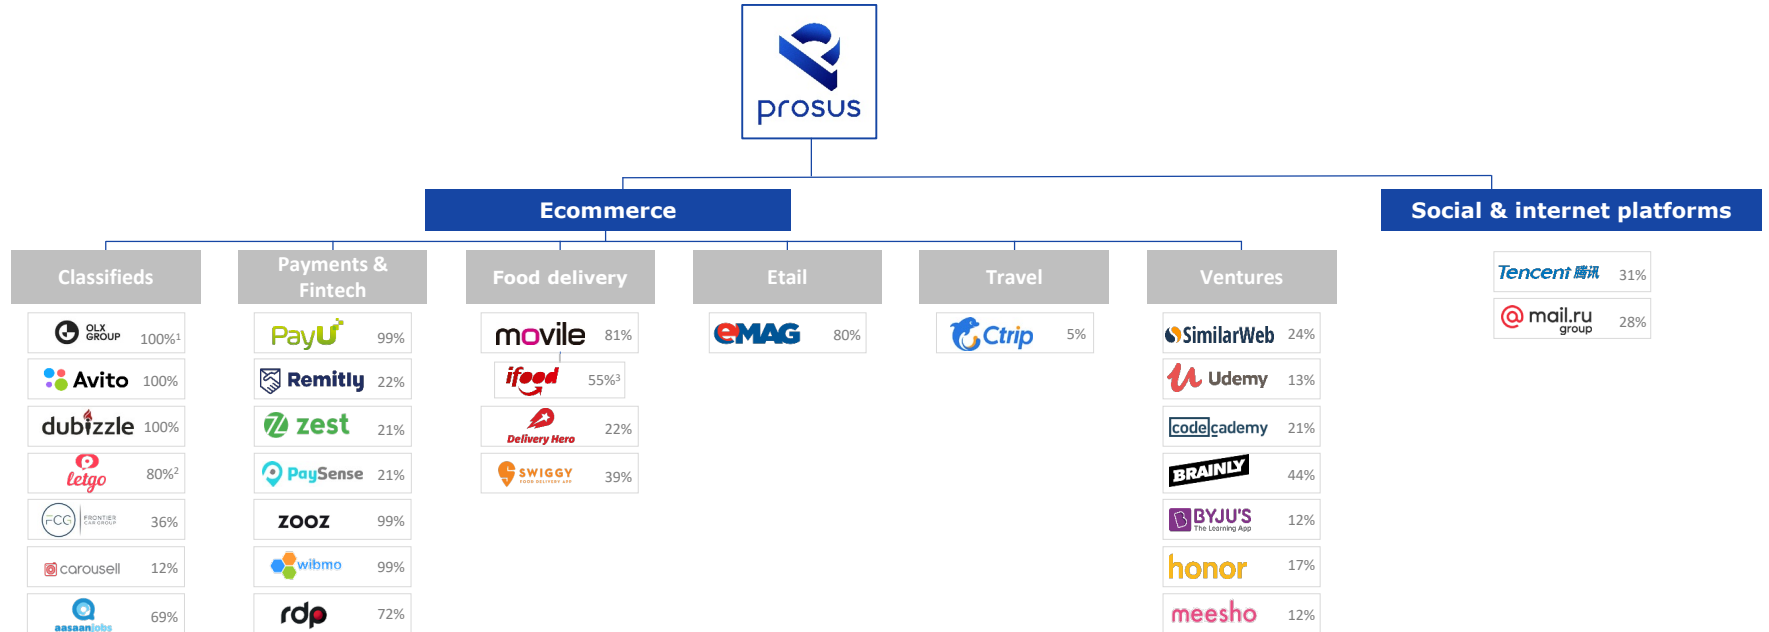 prosus
Ecommerce
Social & internet platforms
Classifieds
OLX
GROUP
100%1
Avito
100%
dubizzle
100%
letgo
80%2
FCG
FRONTIER
CAR GROUP
36%
carousell
12%
aasaanjobs
69%
Payments &
Fintech
PayU
99%
Remitly
22%
zest
21%
PaySense
21%
zooz
99%
wibmo
99%
rdp
72%
Food delivery
movile
81%
ifood
55%3
Delivery Hero
22%
SWIGGY
FOOD DELIVERY APP
39%
Etail
eMAG
80%
Travel
Ctrip
5%
Ventures
SimilarWeb
24%
Udemy
13%
codecademy
21%
BRAINLY
44%
BYJU'S
The Learning App
12%
honor
17%
meesho
12%
Tencent 腾讯
31%
@mail.ru
group
28%